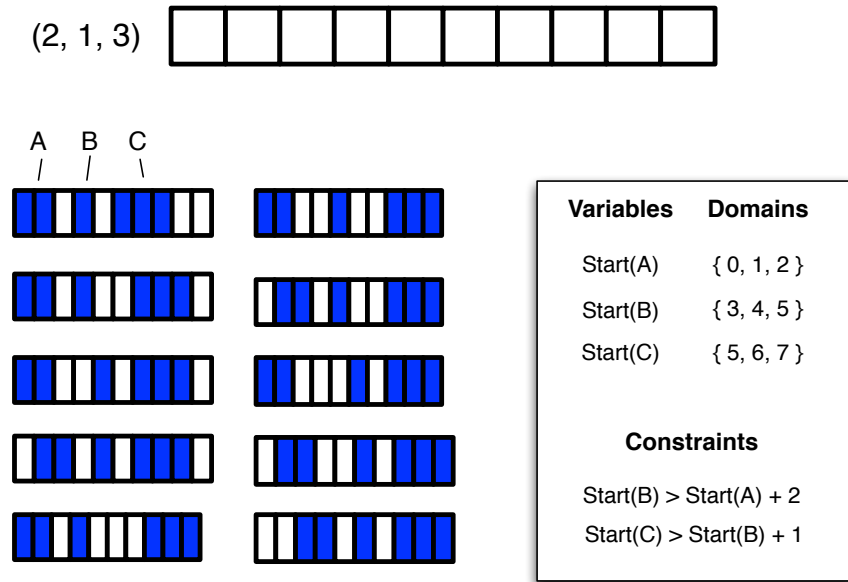 (2, 1, 3)
A B C
Variables Domains
Start(A) { 0, 1, 2 }
Start(B) { 3, 4, 5 }
Start(C) { 5, 6, 7 }
Constraints
Start(B) > Start(A) + 2
Start(C) > Start(B) + 1